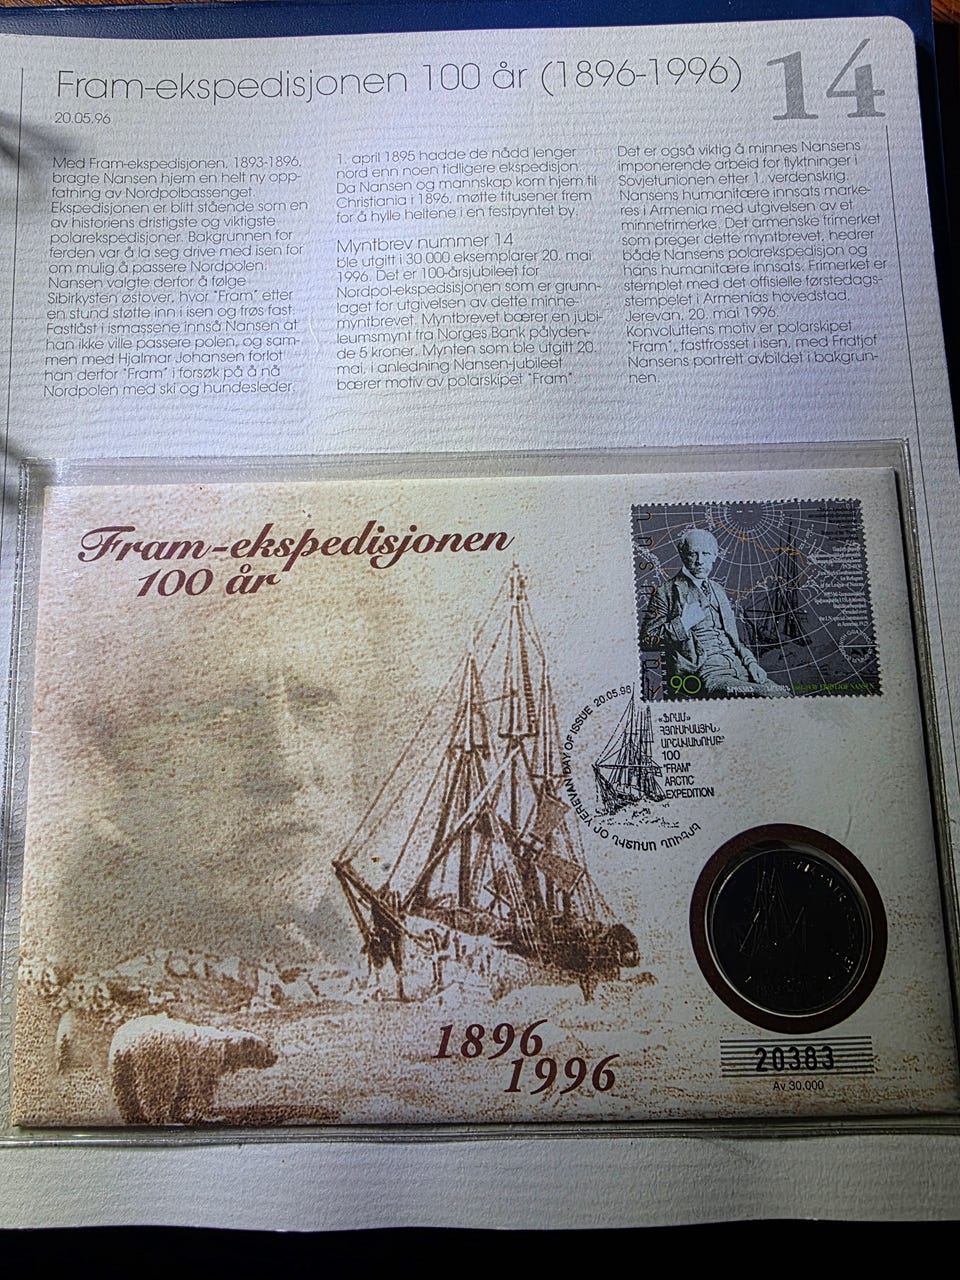 Fram-ekspedisjonen 100 år (1896-1996)
14
20.05.96
Med Fram-ekspedisjonen, 1893-1896,
bragte Nansen hjem en helt ny opp-
fatning av Nordpolbassenget.
Ekspedisjonen er blitt stående som en
av historiens dristigste og viktigste
polarekspedisjoner. Bakgrunnen for
ferden var å la seg drive med isen for
om mulig å passere Nordpolen.
Nansen valgte derfor å følge
Sibirkysten østover, hvor "Fram" etter
en stund støtte inn i isen og frøs fast.
Fastlåst i ismassene innså Nansen at
han ikke ville passere polen, og sam-
men med Hjalmar Johansen forlot
han derfor "Fram" i forsøk på å nå
Nordpolen med ski og hundesleder.
1. april 1895 hadde de nådd lenger
nord enn noen tidligere ekspedisjon.
Da Nansen og mannskap kom hjem til
Christiania i 1896, møtte titusener frem
for å hylle heltene i en festpyntet by.
Myntbrev nummer 14
ble utgitt i 30 000 eksemplarer 20. mai
1996. Det er 100-årsjubileet for
Nordpol-ekspedisjonen som er grunn-
laget for utgivelsen av dette minne-
myntbrevet. Myntbrevet bærer en jubi-
leumsmynt fra Norges Bank pålyden-
de 5 kroner. Mynten som ble utgitt 20.
mai, i anledning Nansen-jubileet
bærer motiv av polarskipet "Fram".
Det er også viktig å minnes Nansens
imponerende arbeid for flyktninger i
Sovjetunionen etter 1. verdenskrig.
Nansens humanitære innsats marke-
res i Armenia med utgivelsen av et
minnefrimerke. Det armenske frimerket
som preger dette myntbrevet, hedrer
både Nansens polarekspedisjon og
hans humanitære innsats. Frimerket er
stemplet med det offisielle førstedags-
stempelet i Armenias hovedstad,
Jerevan, 20. mai 1996.
Konvoluttens motiv er polarskipet
"Fram", fastfrosset i isen, med Fridtjof
Nansens portrett avbildet i bakgrun-
nen.
Fram-ekspedisjonen
100 år
90
YEREVAN DAY OF ISSUE 20.05.96
«ՖՐԱՄ»
ՀՅՈՒՍԻՍԱՅԻՆ
ԱՐՇԱՎԱԽՈՒՄԲ
100
"FRAM"
ARCTIC
EXPEDITION
1896
1996
20383
Av 30.000